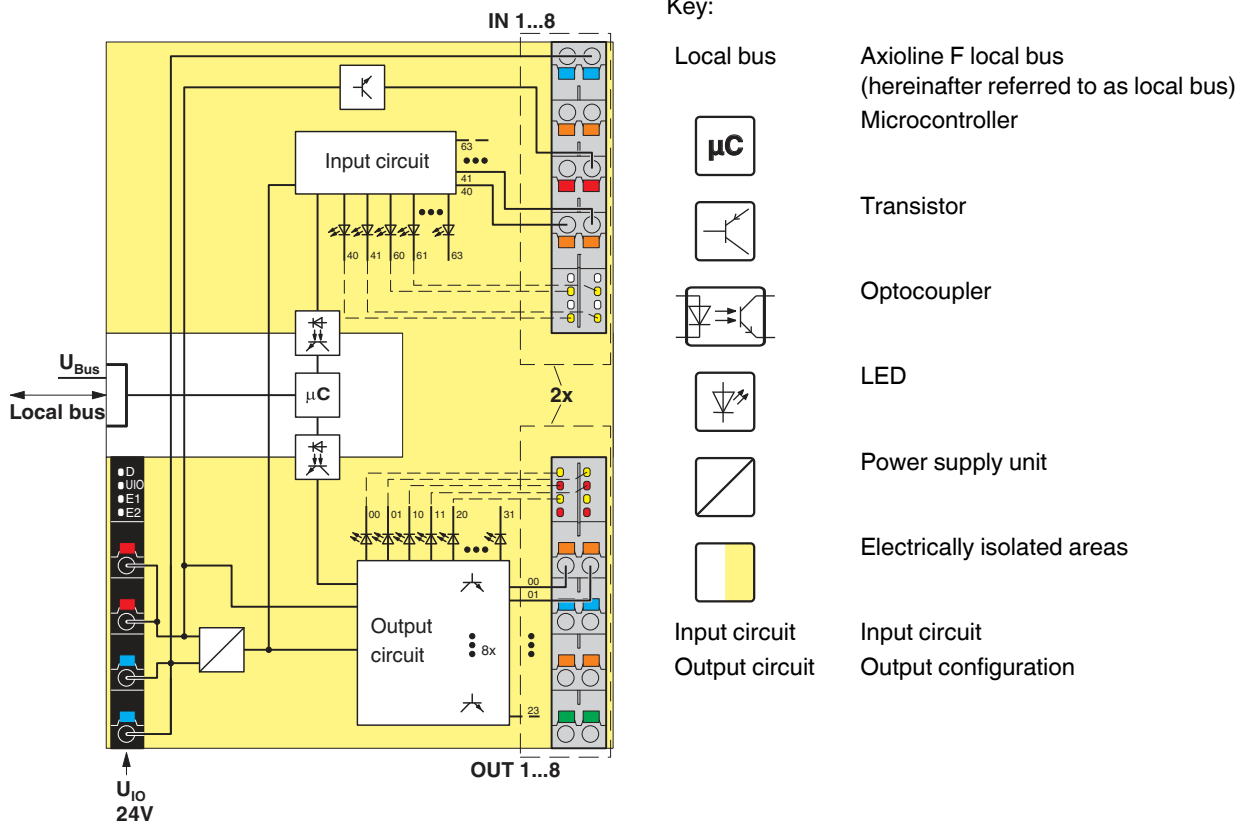 IN 1...8
Input circuit
63
41
40
40 41 60 61 63
U Bus
Local bus
µC
2x
D
UIO
E1
E2
00 01 10 11 20 31
00
01
Output
circuit
8x
23
OUT 1...8
U IO
24V
Key:
Local bus Axioline F local bus
(hereinafter referred to as local bus)
µC Microcontroller
Transistor
Optocoupler
LED
Power supply unit
Electrically isolated areas
Input circuit Input circuit
Output circuit Output configuration